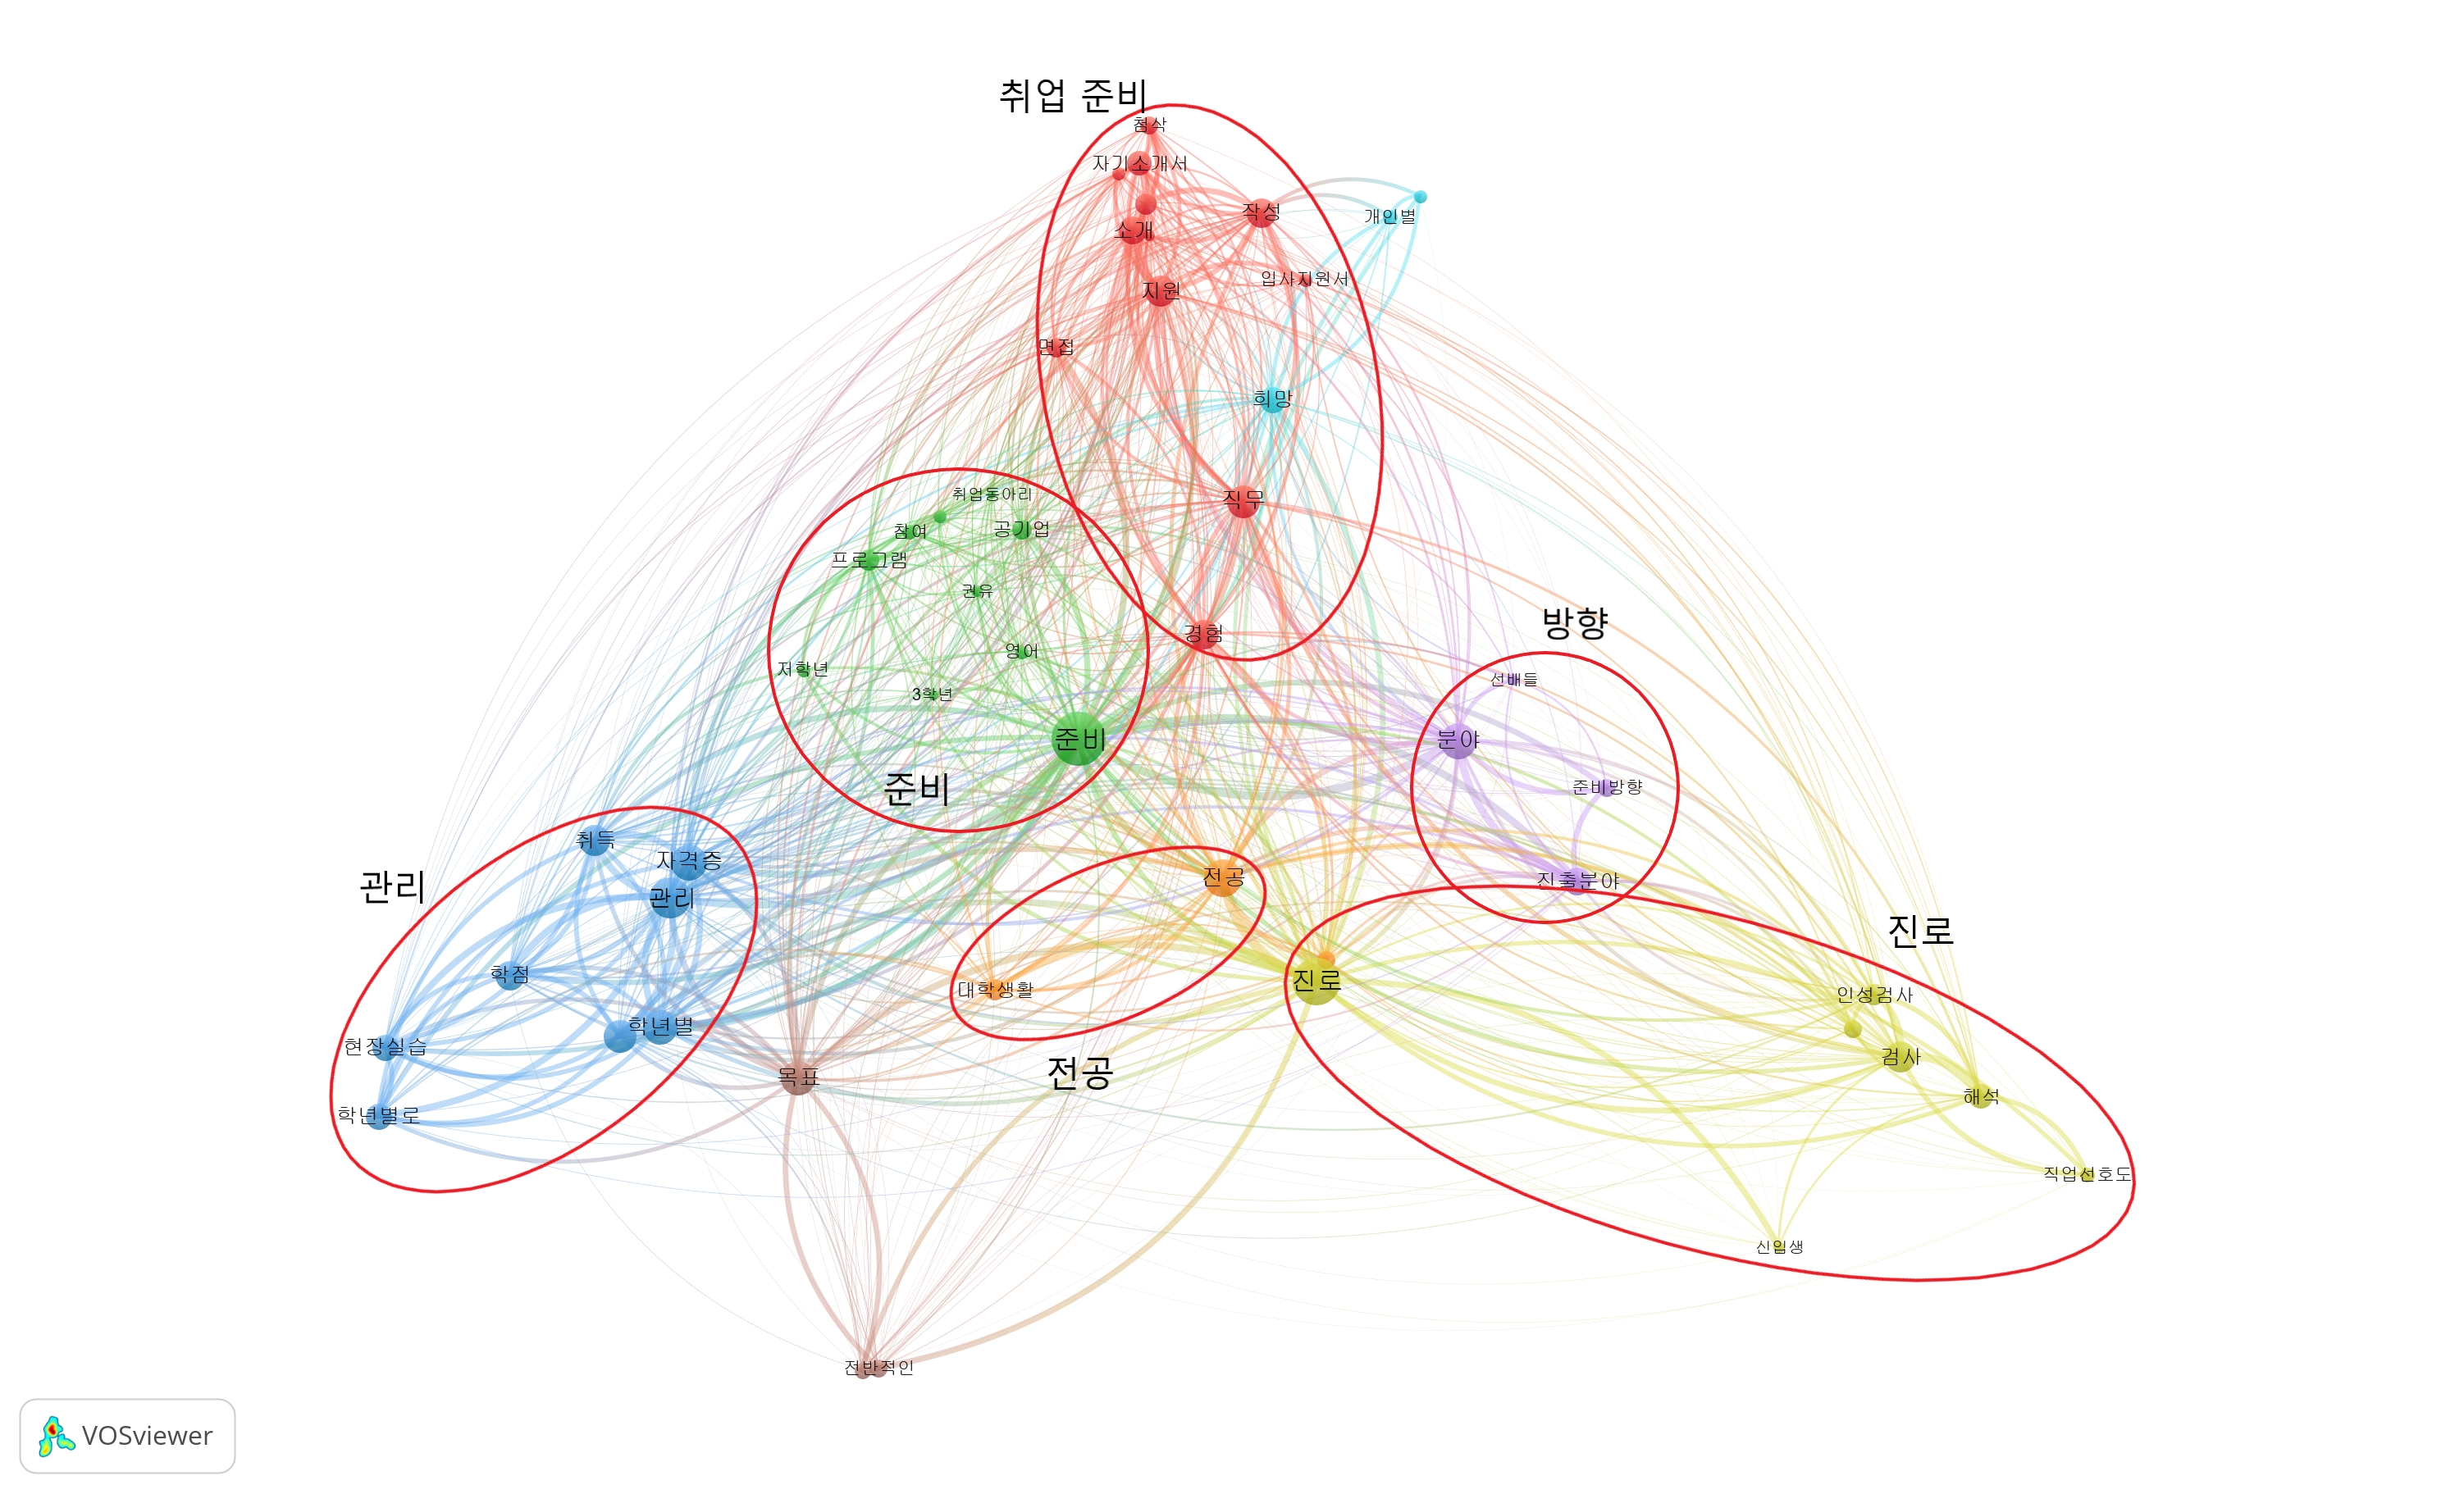 취업 준비
첨삭
자기소개서
작성
개인별
소개
입사지원서
지원
면접
희망
취업동아리
직무
참여
공기업
프로그램
권유
방향
경험
영어
저학년
선배들
3학년
준비
분야
준비
준비방향
취득
자격증
관리
관리
전공
진출분야
진로
학점
대학생활
진로
인성검사
학년별
현장실습
검사
목표
전공
해석
학년별로
직업선호도
신입생
전반적인
VOSviewer